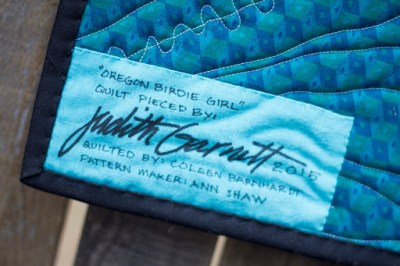 "OREGON BIRDIE GIRL"
QUILT PIECED BY:
Judith Garnett 2015
QUILTED BY: COLEEN BARNHARDT
PATTERN MAKER: ANN SHAW